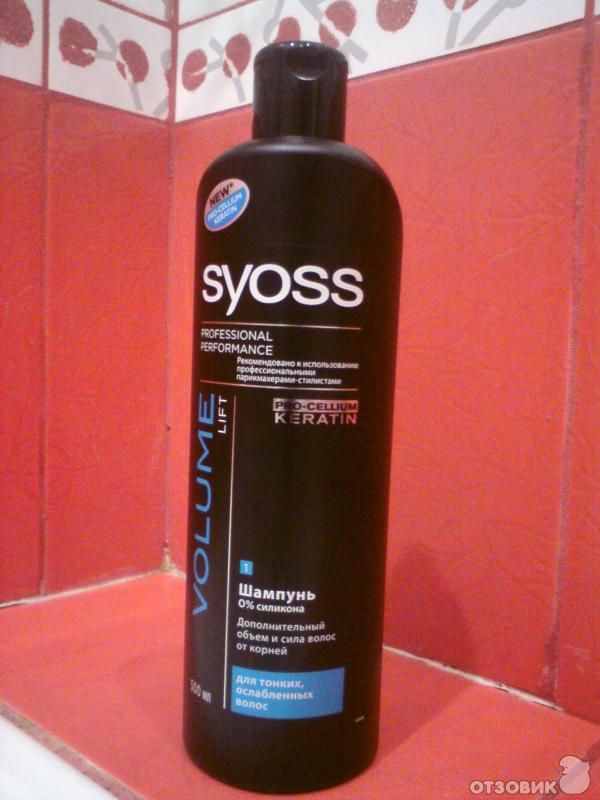 NEW*
PRO-CELLIUM
KERATIN
syoss
PROFESSIONAL
PERFORMANCE
Рекомендовано к использованию
профессиональными
парикмахерами-стилистами
PRO-CELLIUM
KERATIN
VOLUME
LIFT
1
Шампунь
0% силикона
Дополнительный
объем и сила волос
от корней
для тонких,
ослабленных
волос
500 мл
ОТЗОВИК